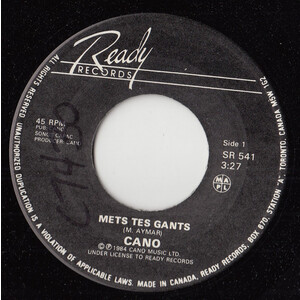 Ready
RECORDS
45 RPM
Side 1
SR 541
3:27
MAPL
METS TES GANTS
(M. AYMAR)
CANO
©℗1984 CANO MUSIC LTD.
UNDER LICENSE TO READY RECORDS
ALL RIGHTS RESERVED UNAUTHORIZED DUPLICATION IS A VIOLATION OF APPLICABLE LAWS. MADE IN CANADA. READY RECORDS, BOX 670, STATION "A", TORONTO, CANADA M5W 1G2